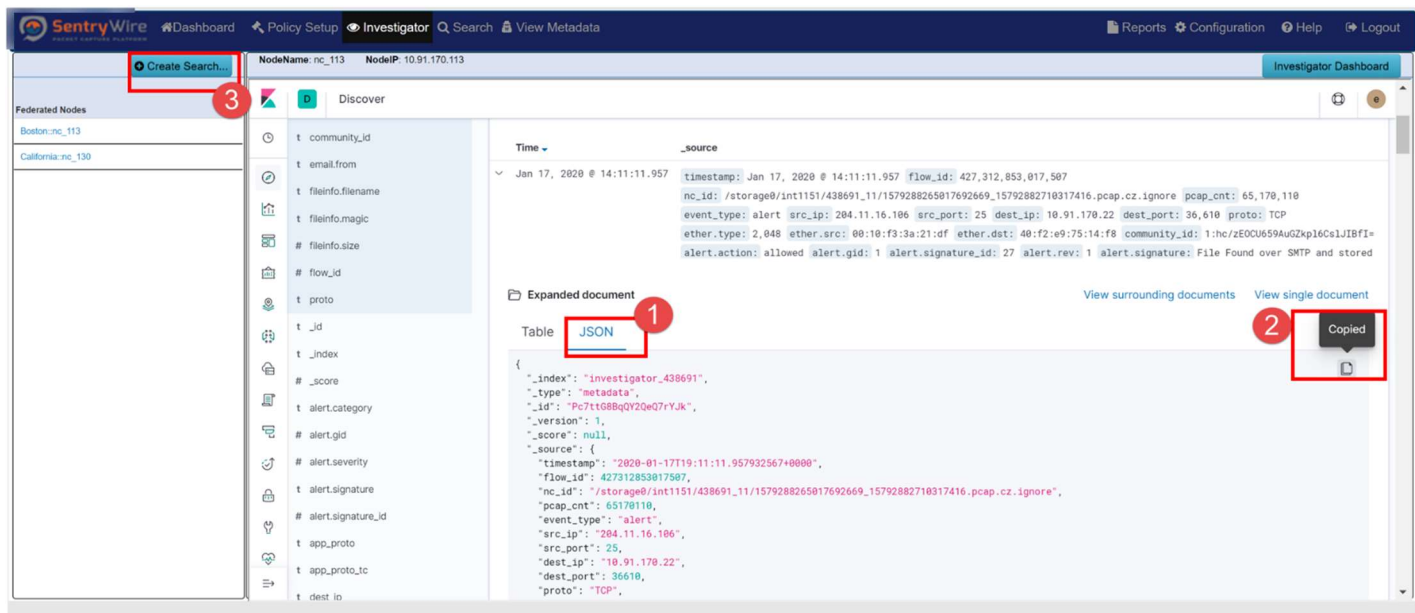 SentryWire Dashboard Policy Setup Investigator Search View Metadata Reports Configuration Help Logout
Create Search...
3
Federated Nodes
Boston::nc_113
California::nc_130
NodeName: nc_113 NodeIP: 10.91.170.113
Investigator Dashboard
D Discover e
t community_id
t email.from
t fileinfo.filename
t fileinfo.magic
# fileinfo.size
# flow_id
t proto
t _id
t _index
# _score
t alert.category
# alert.gid
# alert.severity
t alert.signature
# alert.signature_id
t app_proto
t app_proto_tc
t dest_ip
Time _source
Jan 17, 2020 @ 14:11:11.957 timestamp: Jan 17, 2020 @ 14:11:11.957 flow_id: 427,312,853,017,507
nc_id: /storage0/int1151/438691_11/1579288265017692669_15792882710317416.pcap.cz.ignore pcap_cnt: 65,170,110
event_type: alert src_ip: 204.11.16.106 src_port: 25 dest_ip: 10.91.170.22 dest_port: 36,610 proto: TCP
ether.type: 2,048 ether.src: 00:10:f3:3a:21:df ether.dst: 40:f2:e9:75:14:f8 community_id: 1:hc/zEOCU659AuGZkpl6CslJIBfI=
alert.action: allowed alert.gid: 1 alert.signature_id: 27 alert.rev: 1 alert.signature: File Found over SMTP and stored
Expanded document View surrounding documents View single document
1
2
Copied
Table JSON
{
"_index": "investigator_438691",
"_type": "metadata",
"_id": "Pc7ttG8BqQY2QeQ7rYJk",
"_version": 1,
"_score": null,
"_source": {
"timestamp": "2020-01-17T19:11:11.957932567+0000",
"flow_id": 427312853017507,
"nc_id": "/storage0/int1151/438691_11/1579288265017692669_15792882710317416.pcap.cz.ignore",
"pcap_cnt": 65170110,
"event_type": "alert",
"src_ip": "204.11.16.106",
"src_port": 25,
"dest_ip": "10.91.170.22",
"dest_port": 36610,
"proto": "TCP",